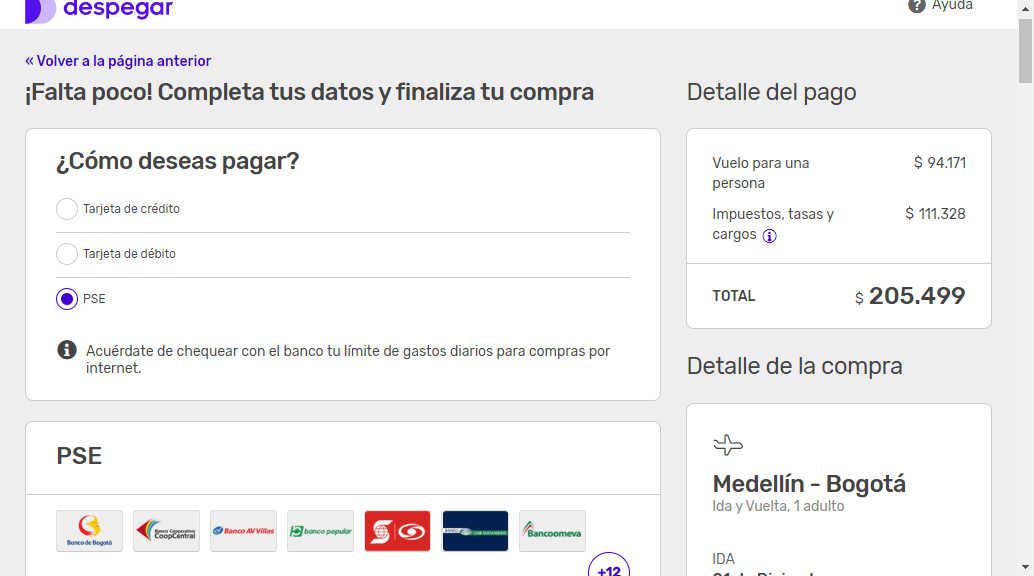 despegar
Ayuda
« Volver a la página anterior
¡Falta poco! Completa tus datos y finaliza tu compra
¿Cómo deseas pagar?
Tarjeta de crédito
Tarjeta de débito
PSE
Acuérdate de chequear con el banco tu límite de gastos diarios para compras por
internet.
PSE
Banco de Bogotá
Banco Cooperativo
CoopCentral
Banco AV Villas
banco popular
Bancoomeva
+12
Detalle del pago
Vuelo para una
persona
$ 94.171
Impuestos, tasas y
cargos
$ 111.328
TOTAL
$ 205.499
Detalle de la compra
Medellín - Bogotá
Ida y Vuelta, 1 adulto
IDA